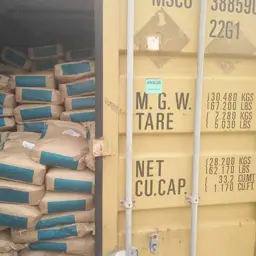 MSCU 388590
22G1
M.G.W. 30.480 KGS
67.200 LBS
TARE 2.280 KGS
5.030 LBS
NET 28.200 KGS
62.170 LBS
CU.CAP. 33.2 CU.MT.
1.170 CU.FT.